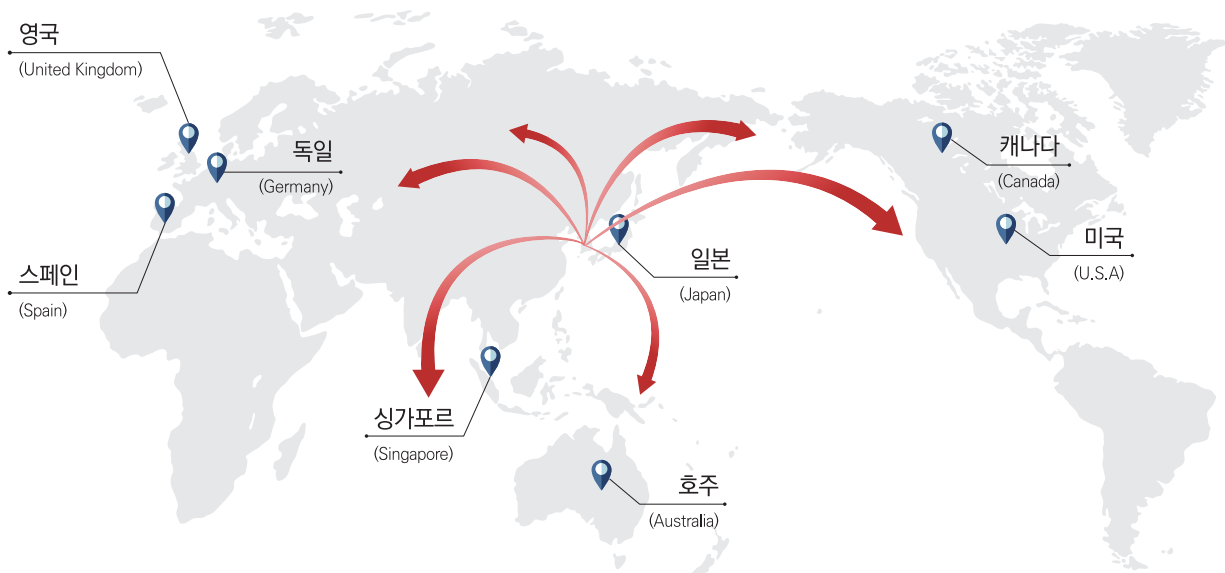 영국
(United Kingdom)
독일
(Germany)
스페인
(Spain)
일본
(Japan)
싱가포르
(Singapore)
호주
(Australia)
캐나다
(Canada)
미국
(U.S.A)